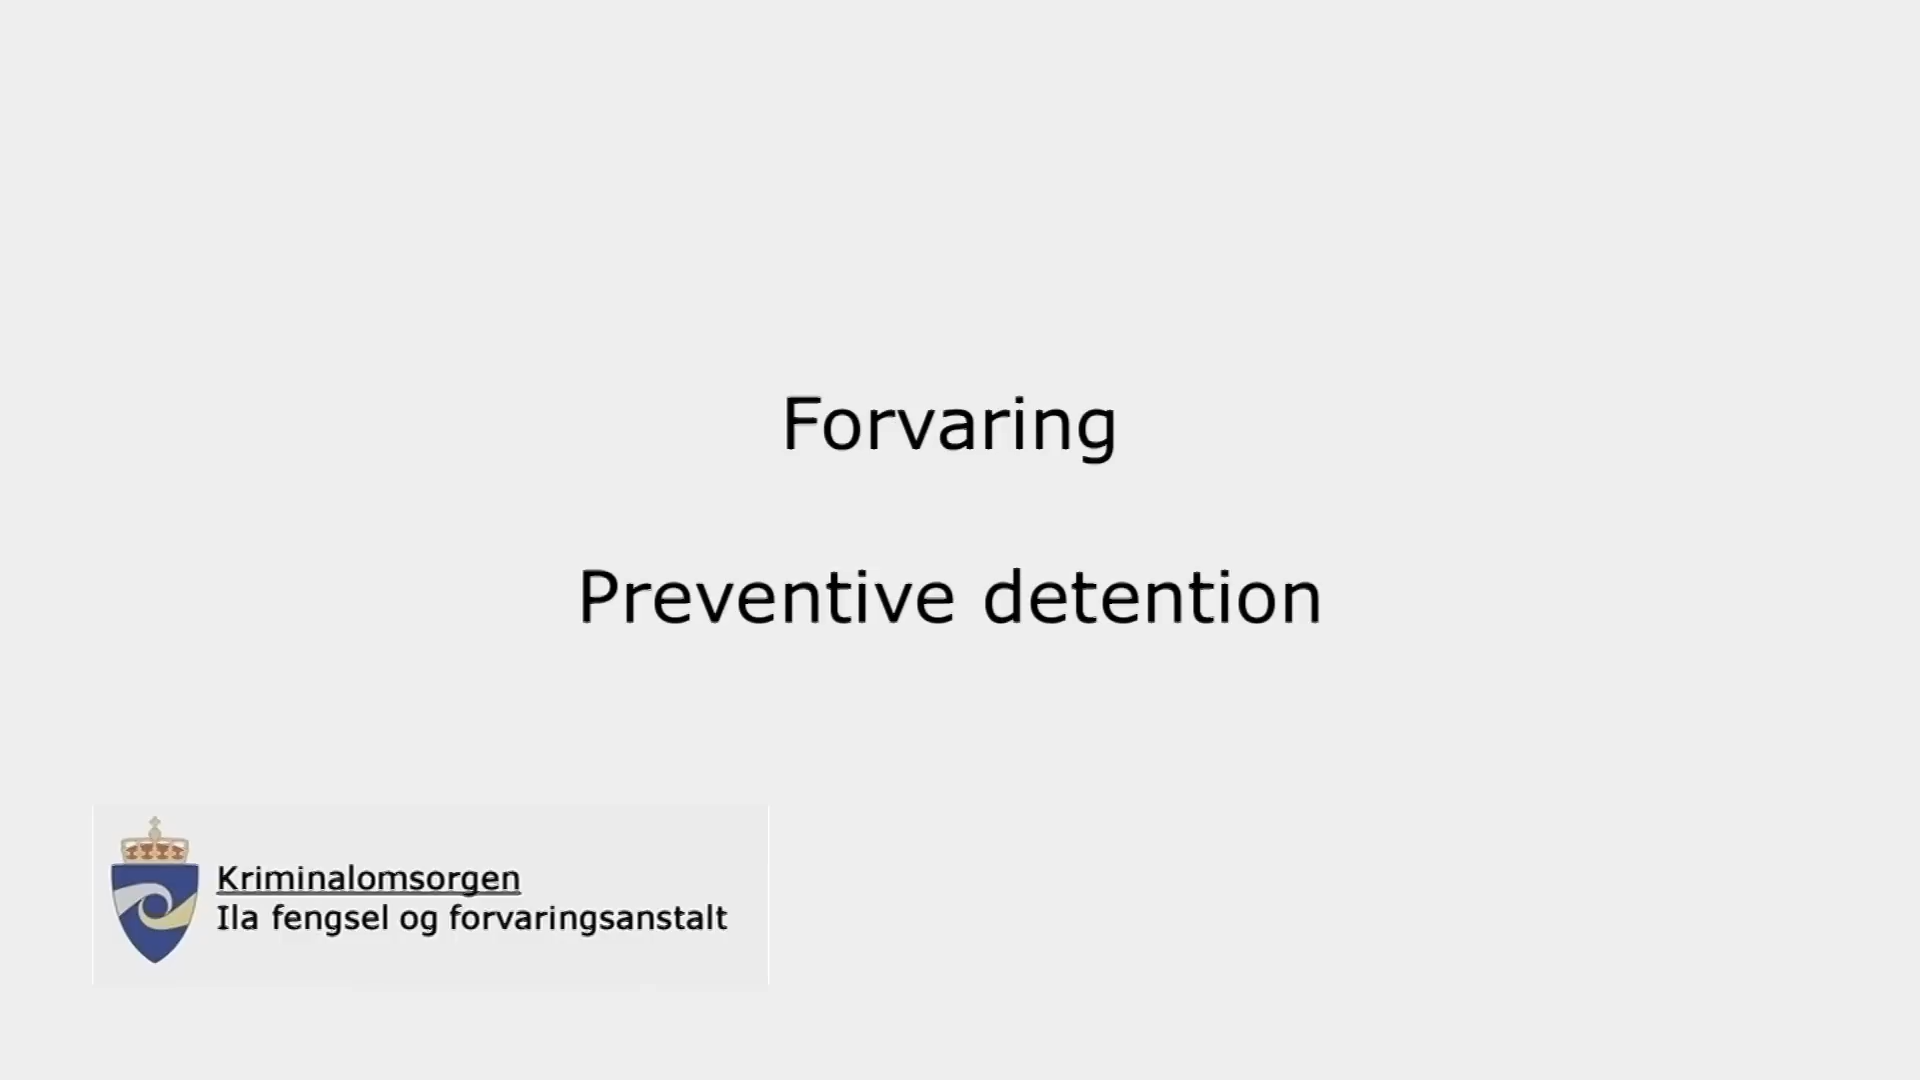 Forvaring
Preventive detention
Kriminalomsorgen
Ila fengsel og forvaringsanstalt